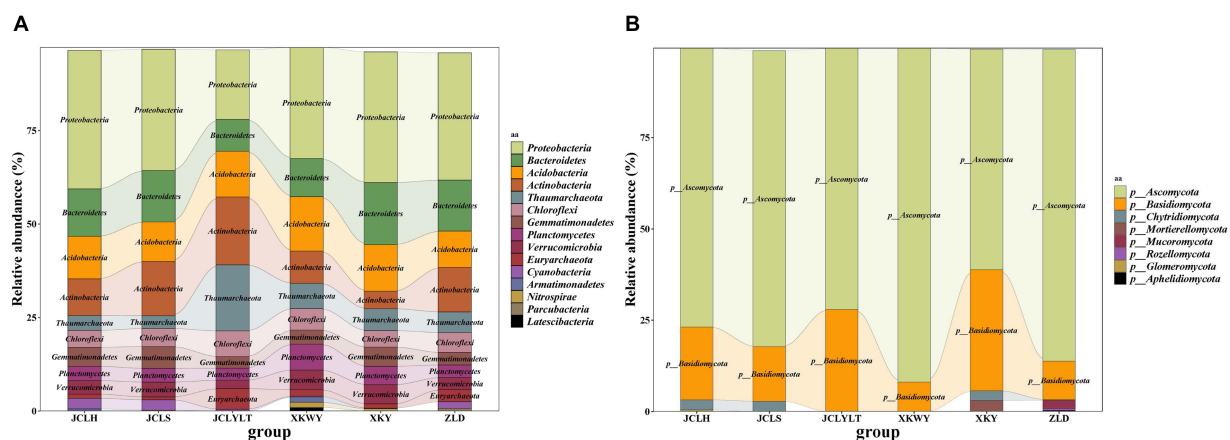 A
Relative abundancce (%)
75
50
25
0
Proteobacteria
Bacteroidetes
Acidobacteria
Actinobacteria
Thaumarchaeota
Chloroflexi
Gemmatimonadetes
Planctomycetes
Verrucomicrobia
Proteobacteria
Bacteroidetes
Acidobacteria
Actinobacteria
Thaumarchaeota
Chloroflexi
Gemmatimonadetes
Planctomycetes
Verrucomicrobia
Proteobacteria
Bacteroidetes
Acidobacteria
Actinobacteria
Thaumarchaeota
Chloroflexi
Gemmatimonadetes
Planctomycetes
Verrucomicrobia
Euryarchaeota
Proteobacteria
Bacteroidetes
Acidobacteria
Actinobacteria
Thaumarchaeota
Chloroflexi
Gemmatimonadetes
Planctomycetes
Verrucomicrobia
Proteobacteria
Bacteroidetes
Acidobacteria
Actinobacteria
Thaumarchaeota
Chloroflexi
Gemmatimonadetes
Planctomycetes
Verrucomicrobia
Proteobacteria
Bacteroidetes
Acidobacteria
Actinobacteria
Thaumarchaeota
Chloroflexi
Gemmatimonadetes
Planctomycetes
Verrucomicrobia
Euryarchaeota
JCLH JCLS JCLYLT XKWY XKY ZLD
group
aa
Proteobacteria
Bacteroidetes
Acidobacteria
Actinobacteria
Thaumarchaeota
Chloroflexi
Gemmatimonadetes
Planctomycetes
Verrucomicrobia
Euryarchaeota
Cyanobacteria
Armatimonadetes
Nitrospirae
Parcubacteria
Latescibacteria
B
Relative abundancce (%)
75
50
25
0
p__Ascomycota
p__Basidiomycota
p__Ascomycota
p__Basidiomycota
p__Ascomycota
p__Basidiomycota
p__Ascomycota
p__Basidiomycota
p__Ascomycota
p__Basidiomycota
p__Ascomycota
p__Basidiomycota
JCLH JCLS JCLYLT XKWY XKY ZLD
group
aa
p__Ascomycota
p__Basidiomycota
p__Chytridiomycota
p__Mortierellomycota
p__Mucoromycota
p__Rozellomycota
p__Glomeromycota
p__Aphelidiomycota